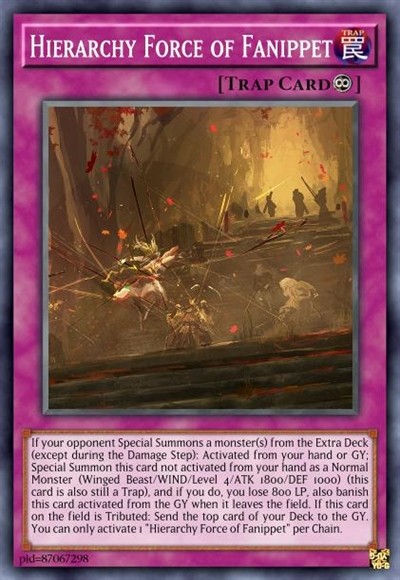 HIERARCHY FORCE OF FANIPPET
TRAP
罠
[TRAP CARD]
If your opponent Special Summons a monster(s) from the Extra Deck
(except during the Damage Step): Activated from your hand or GY;
Special Summon this card not activated from your hand as a Normal
Monster (Winged Beast/WIND/Level 4/ATK 1800/DEF 1000) (this
card is also still a Trap), and if you do, you lose 800 LP, also banish
this card activated from the GY when it leaves the field. If this card
on the field is Tributed: Send the top card of your Deck to the GY.
You can only activate 1 "Hierarchy Force of Fanippet" per Chain.
pid=87067298